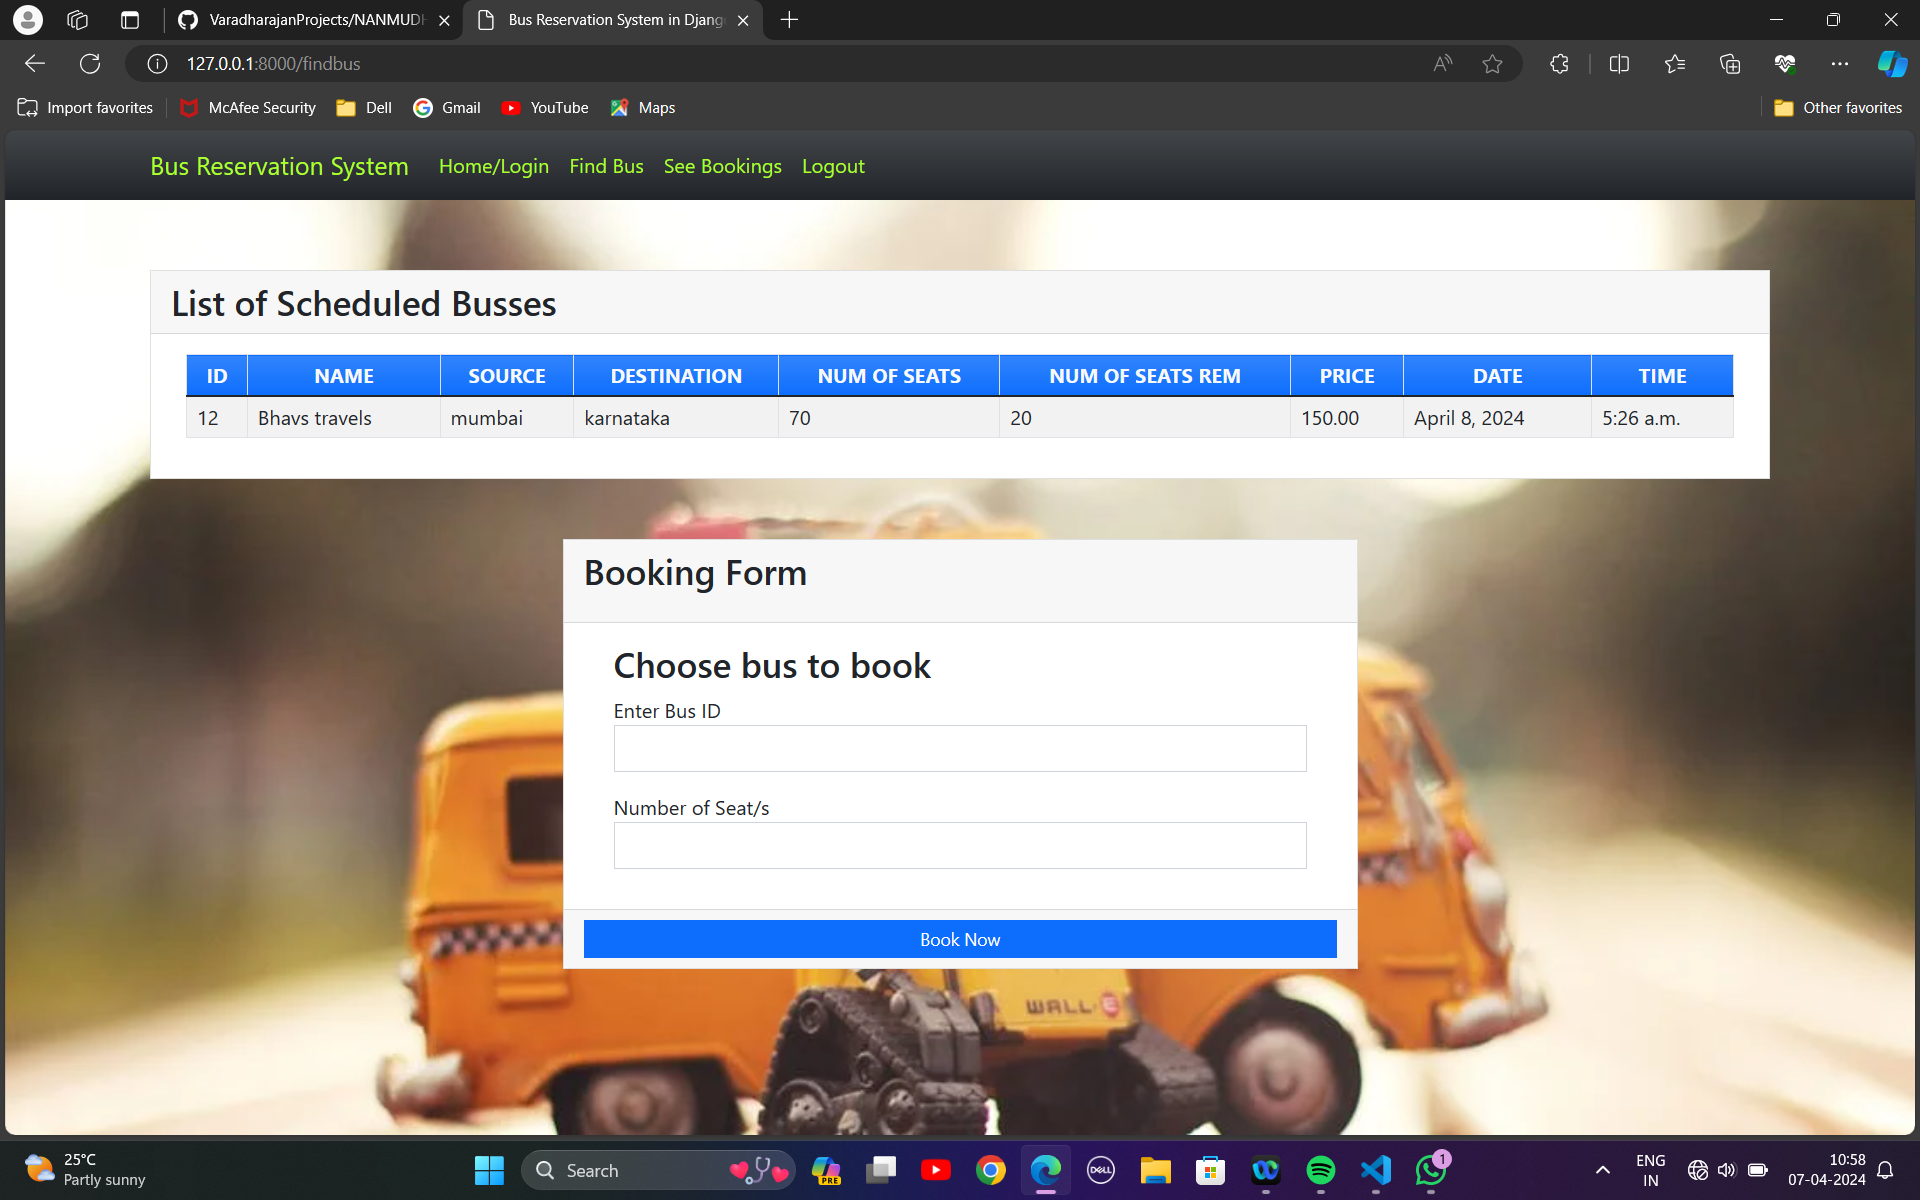 VaradharajanProjects/NANMUDH
Bus Reservation System in Djang
127.0.0.1:8000/findbus
Import favorites McAfee Security Dell Gmail YouTube Maps Other favorites
Bus Reservation System Home/Login Find Bus See Bookings Logout
List of Scheduled Busses
ID NAME SOURCE DESTINATION NUM OF SEATS NUM OF SEATS REM PRICE DATE TIME
12 Bhavs travels mumbai karnataka 70 20 150.00 April 8, 2024 5:26 a.m.
Booking Form
Choose bus to book
Enter Bus ID
Number of Seat/s
Book Now
WALL·E
25°C
Partly sunny
Search
PRE
DELL
1
ENG
IN
10:58
07-04-2024